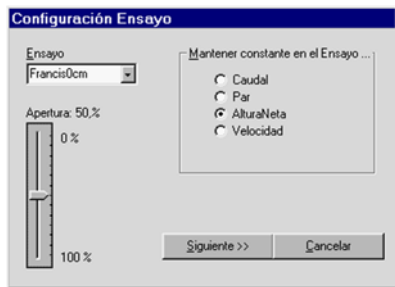 Configuración Ensayo
Ensayo
Francis0cm
Apertura: 50,%
0 %
100 %
Mantener constante en el Ensayo ...
Caudal
Par
AlturaNeta
Velocidad
Siguiente >>
Cancelar